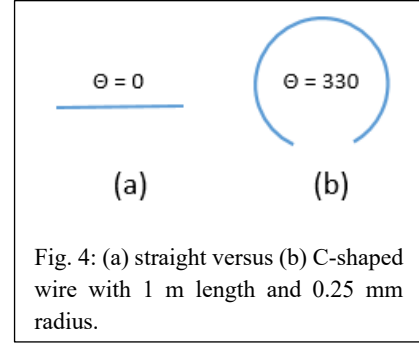 Θ = 0 Θ = 330
(a) (b)
Fig. 4: (a) straight versus (b) C-shaped
wire with 1 m length and 0.25 mm
radius.